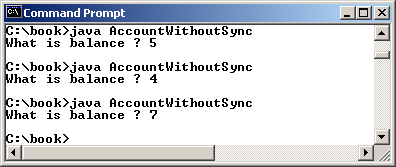 Command Prompt
C:\book>java AccountWithoutSync
What is balance ? 5
C:\book>java AccountWithoutSync
What is balance ? 4
C:\book>java AccountWithoutSync
What is balance ? 7
C:\book>